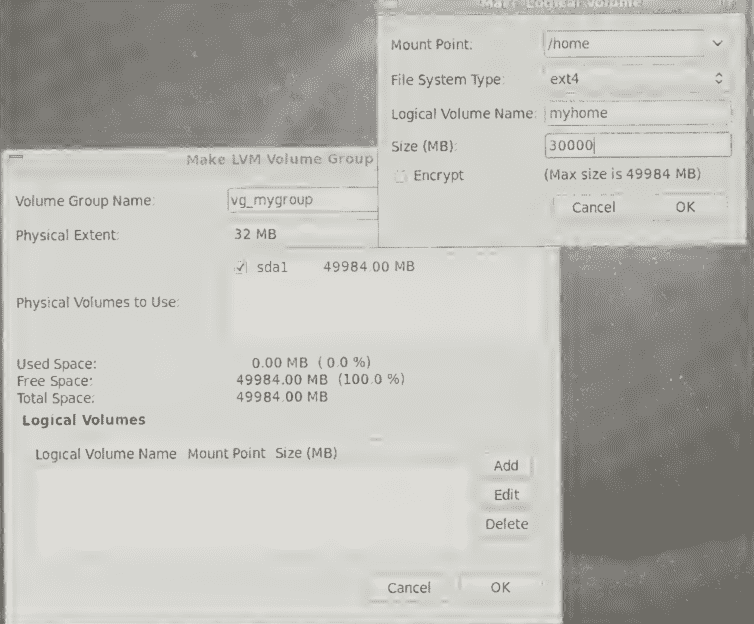 Make Logical Volume
Mount Point: /home
File System Type: ext4
Logical Volume Name: myhome
Size (MB): 30000
Encrypt (Max size is 49984 MB)
Cancel OK
Make LVM Volume Group
Volume Group Name: vg_mygroup
Physical Extent: 32 MB
sda1 49984.00 MB
Physical Volumes to Use:
Used Space: 0.00 MB ( 0.0 %)
Free Space: 49984.00 MB (100.0 %)
Total Space: 49984.00 MB
Logical Volumes
Logical Volume Name Mount Point Size (MB)
Add
Edit
Delete
Cancel OK